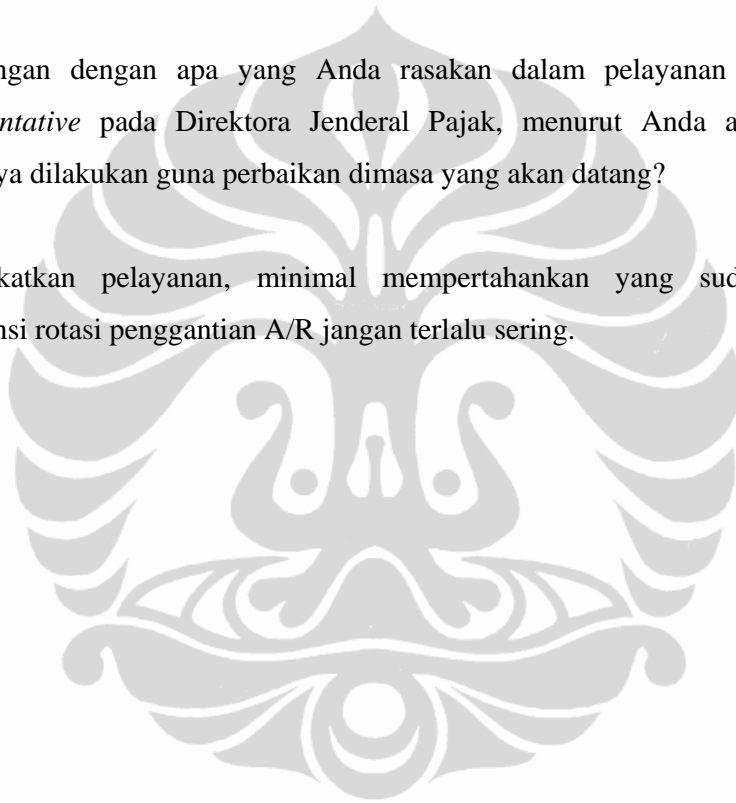 ngan dengan apa yang Anda rasakan dalam pelayanan
ntative pada Direktora Jenderal Pajak, menurut Anda a
ya dilakukan guna perbaikan dimasa yang akan datang?
katkan pelayanan, minimal mempertahankan yang sud
nsi rotasi penggantian A/R jangan terlalu sering.